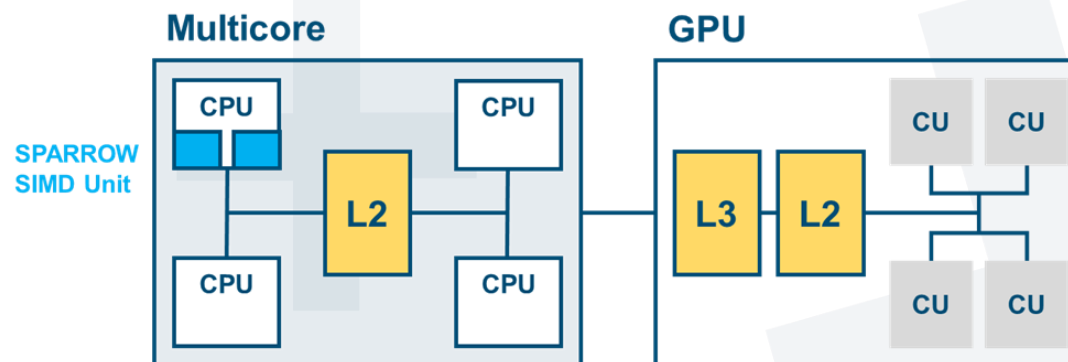 Multicore
GPU
SPARROW
SIMD Unit
CPU
CPU
L2
CPU
CPU
L3
L2
CU
CU
CU
CU